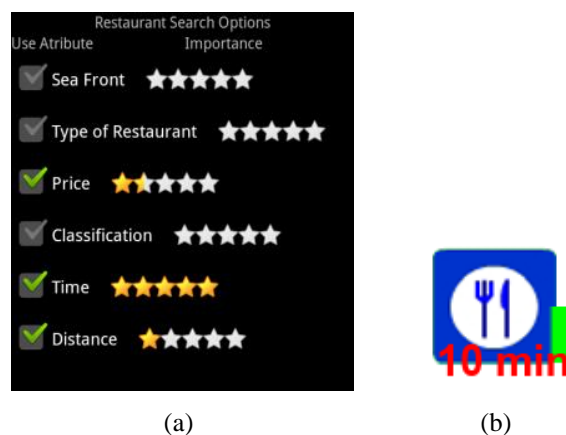 Restaurant Search Options
Use Atribute Importance
Sea Front
Type of Restaurant
Price
Classification
Time
Distance
10 min
(a) (b)